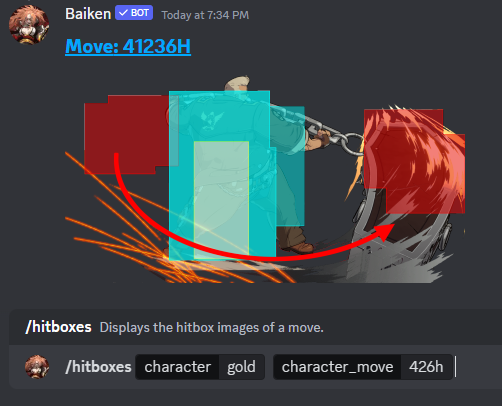 Baiken ✓ BOT Today at 7:34 PM
Move: 41236H
/hitboxes Displays the hitbox images of a move.
/hitboxes character gold character_move 426h